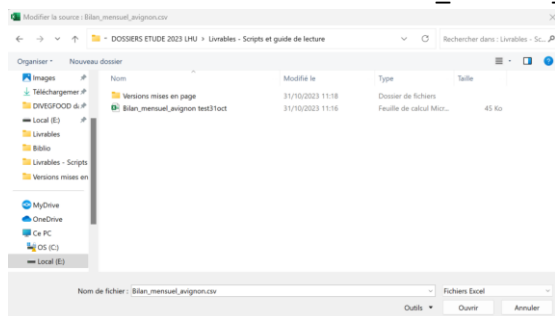 Modifier la source : Bilan_mensuel_avignon.csv
DOSSIERS ETUDE 2023 LHU > Livrables - Scripts et guide de lecture
Rechercher dans : Livrables - Sc...
Organiser
Nouveau dossier
Nom
Modifié le
Type
Taille
Images
Téléchargemer
DIVEGFOOD
Local (E:)
Livrables
Biblio
Livrables - Scripts
Versions mises en
MyDrive
OneDrive
Ce PC
OS (C:)
Local (E:)
Versions mises en page
31/10/2023 11:18
Dossier de fichiers
Bilan_mensuel_avignon test31oct
31/10/2023 11:16
Feuille de calcul Micr...
45 Ko
Nom de fichier : Bilan_mensuel_avignon.csv
Fichiers Excel
Outils
Ouvrir
Annuler